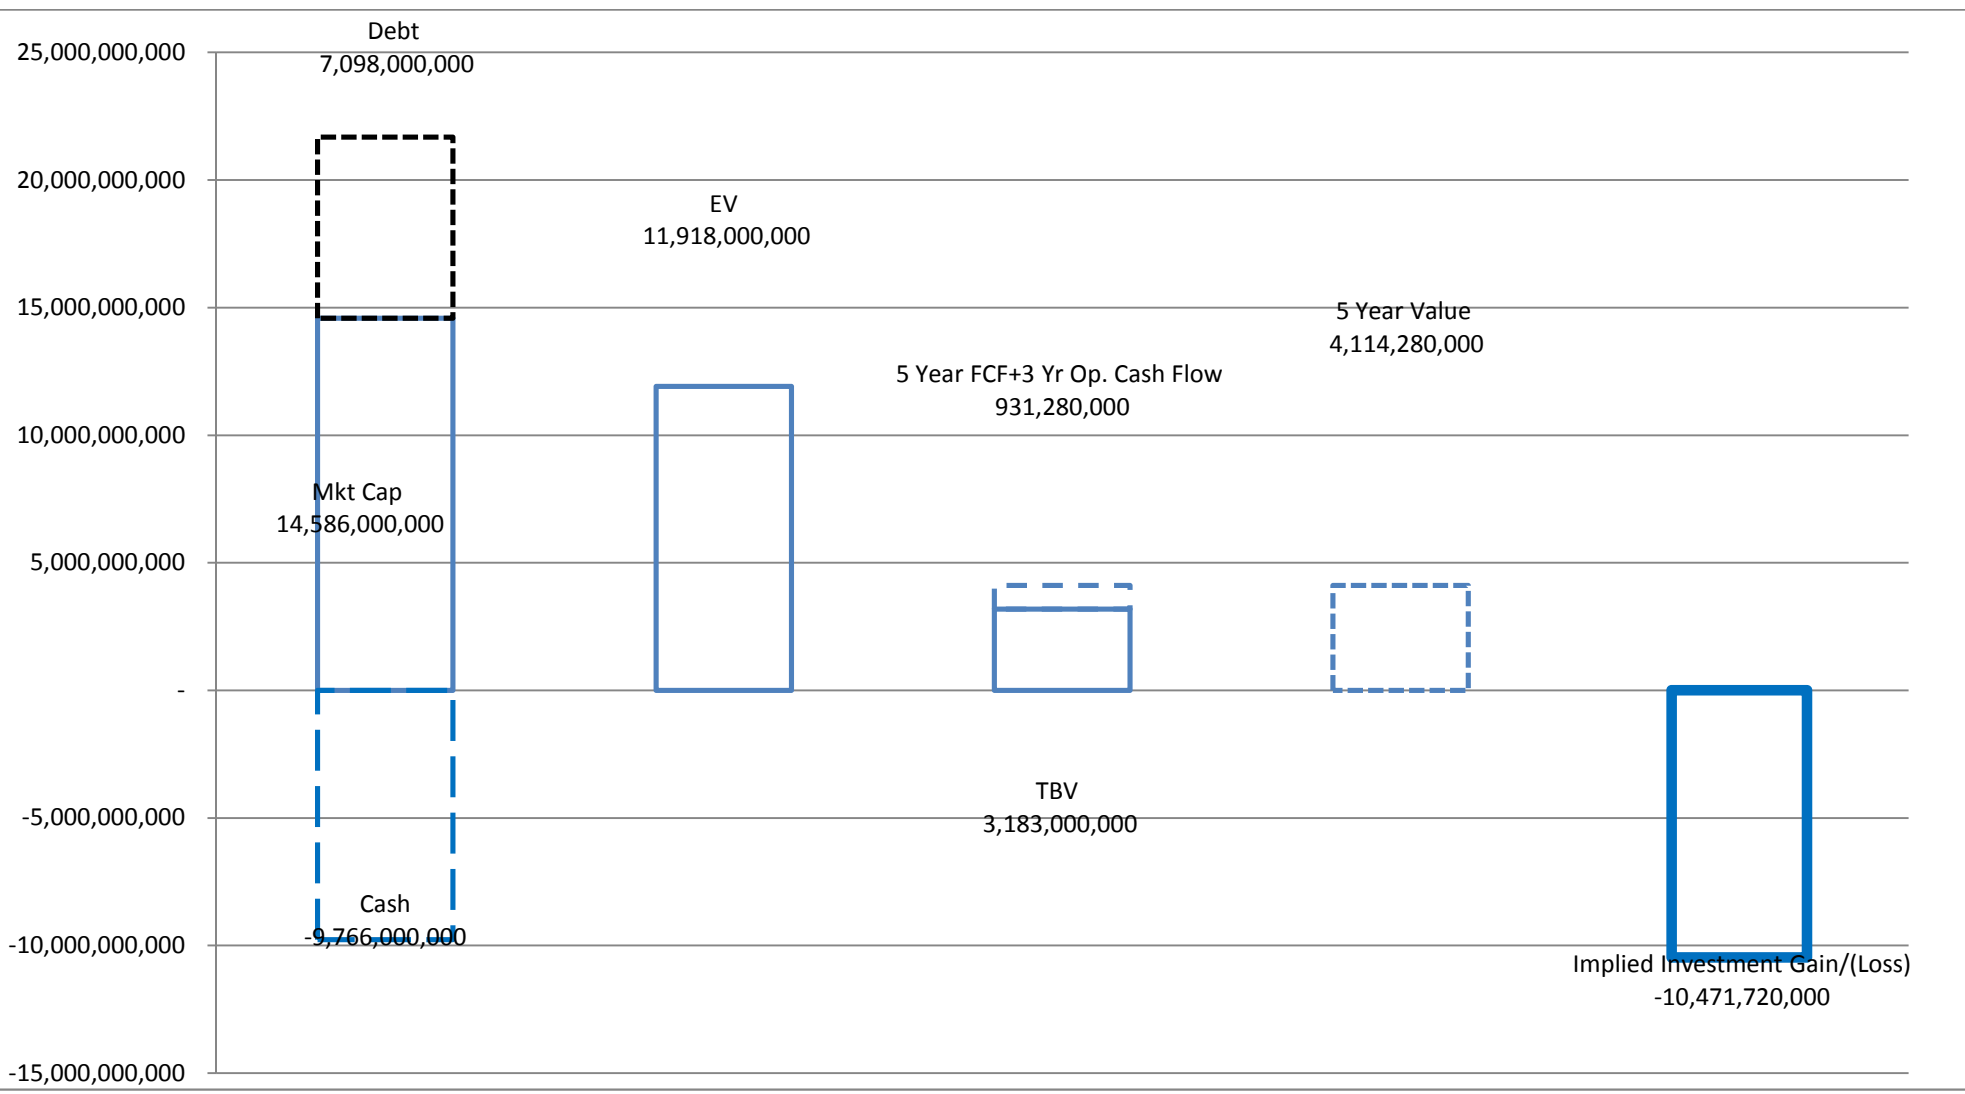 Debt
7,098,000,000
25,000,000,000
20,000,000,000
EV
11,918,000,000
15,000,000,000
5 Year Value
4,114,280,000
5 Year FCF+3 Yr Op. Cash Flow
931,280,000
10,000,000,000
Mkt Cap
14,586,000,000
5,000,000,000
-
TBV
3,183,000,000
-5,000,000,000
Cash
-9,766,000,000
-10,000,000,000
Implied Investment Gain/(Loss)
-10,471,720,000
-15,000,000,000